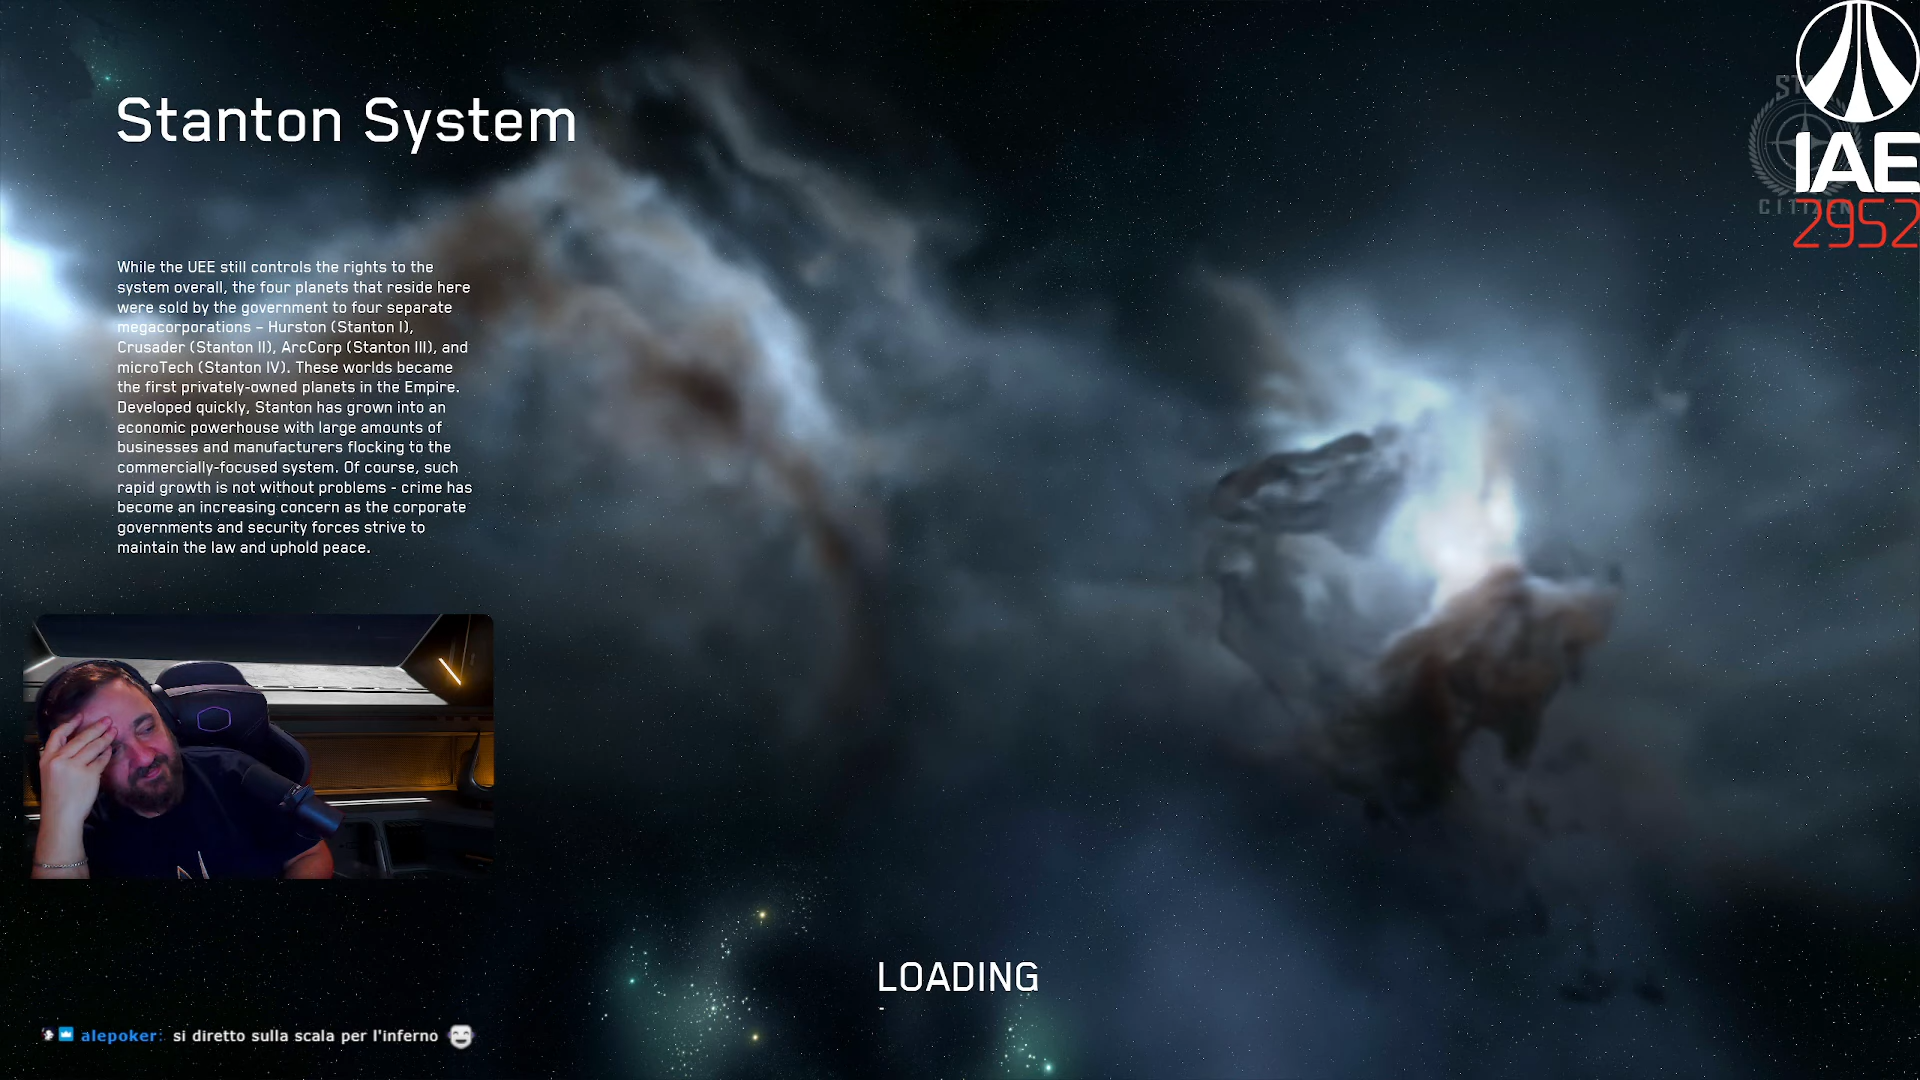 Stanton System
While the UEE still controls the rights to the
system overall, the four planets that reside here
were sold by the government to four separate
megacorporations – Hurston (Stanton I),
Crusader (Stanton II), ArcCorp (Stanton III), and
microTech (Stanton IV). These worlds became
the first privately-owned planets in the Empire.
Developed quickly, Stanton has grown into an
economic powerhouse with large amounts of
businesses and manufacturers flocking to the
commercially-focused system. Of course, such
rapid growth is not without problems - crime has
become an increasing concern as the corporate
governments and security forces strive to
maintain the law and uphold peace.
IAE
CITIZEN
2952
LOADING
alepoker: si diretto sulla scala per l'inferno